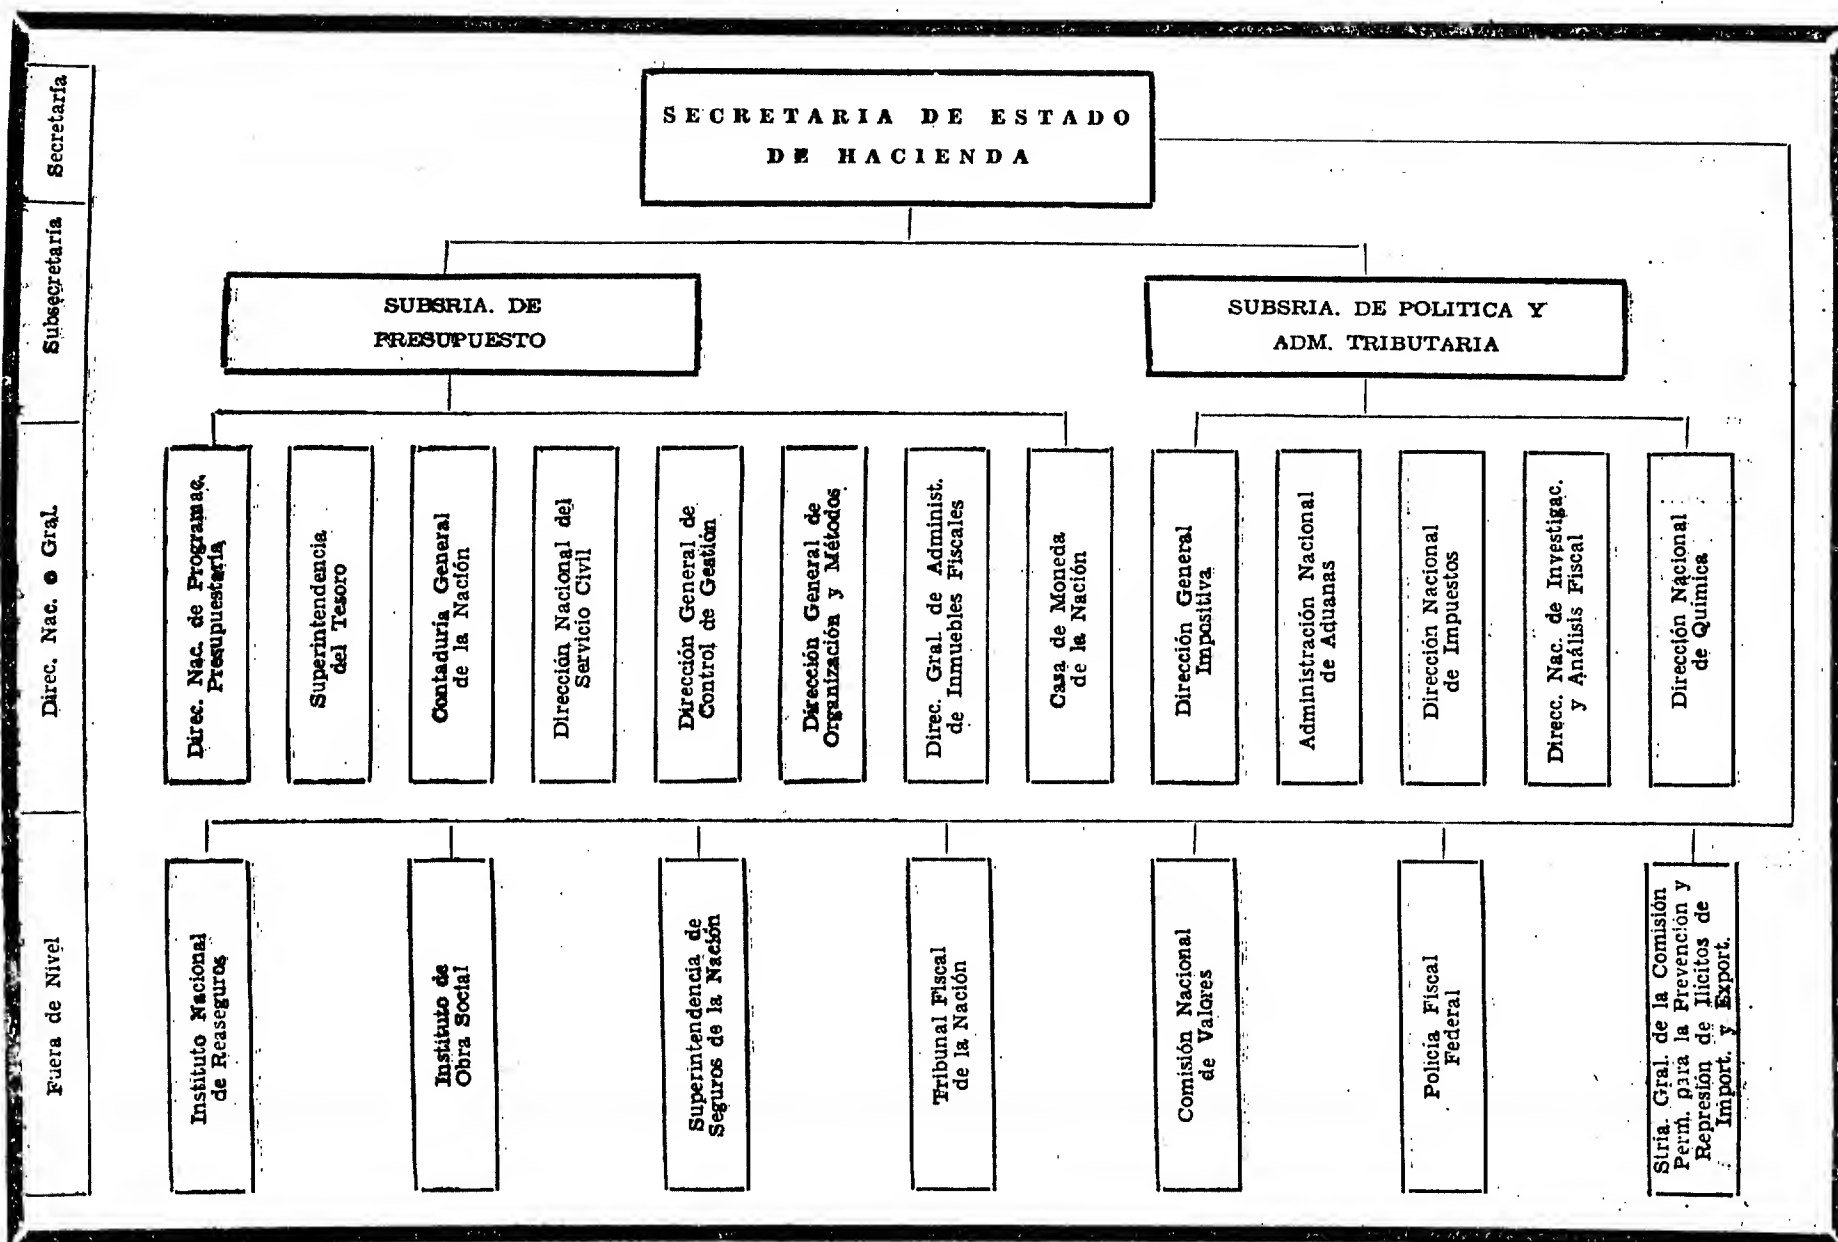 Secretaría
SECRETARIA DE ESTADO
DE HACIENDA
Subsecretaría
SUBSRIA. DE
PRESUPUESTO
SUBSRIA. DE POLITICA Y
ADM. TRIBUTARIA
Direc. Nac. o Gral.
Direc. Nac. de Programac.
Presupuestaria
Superintendencia
del Tesoro
Contaduría General
de la Nación
Dirección Nacional del
Servicio Civil
Dirección General de
Control de Gestión
Dirección General de
Organización y Métodos
Direc. Gral. de Administ.
de Inmuebles Fiscales
Casa de Moneda
de la Nación
Dirección General
Impositiva
Administración Nacional
de Aduanas
Dirección Nacional
de Impuestos
Direcc. Nac. de Investigac.
y Análisis Fiscal
Dirección Nacional
de Química
Fuera de Nivel
Instituto Nacional
de Reaseguros
Instituto de
Obra Social
Superintendencia de
Seguros de la Nación
Tribunal Fiscal
de la Nación
Comisión Nacional
de Valores
Policia Fiscal
Federal
Stria. Gral. de la Comisión
Perm. para la Prevención y
Represión de Ilícitos de
Import. y Export.